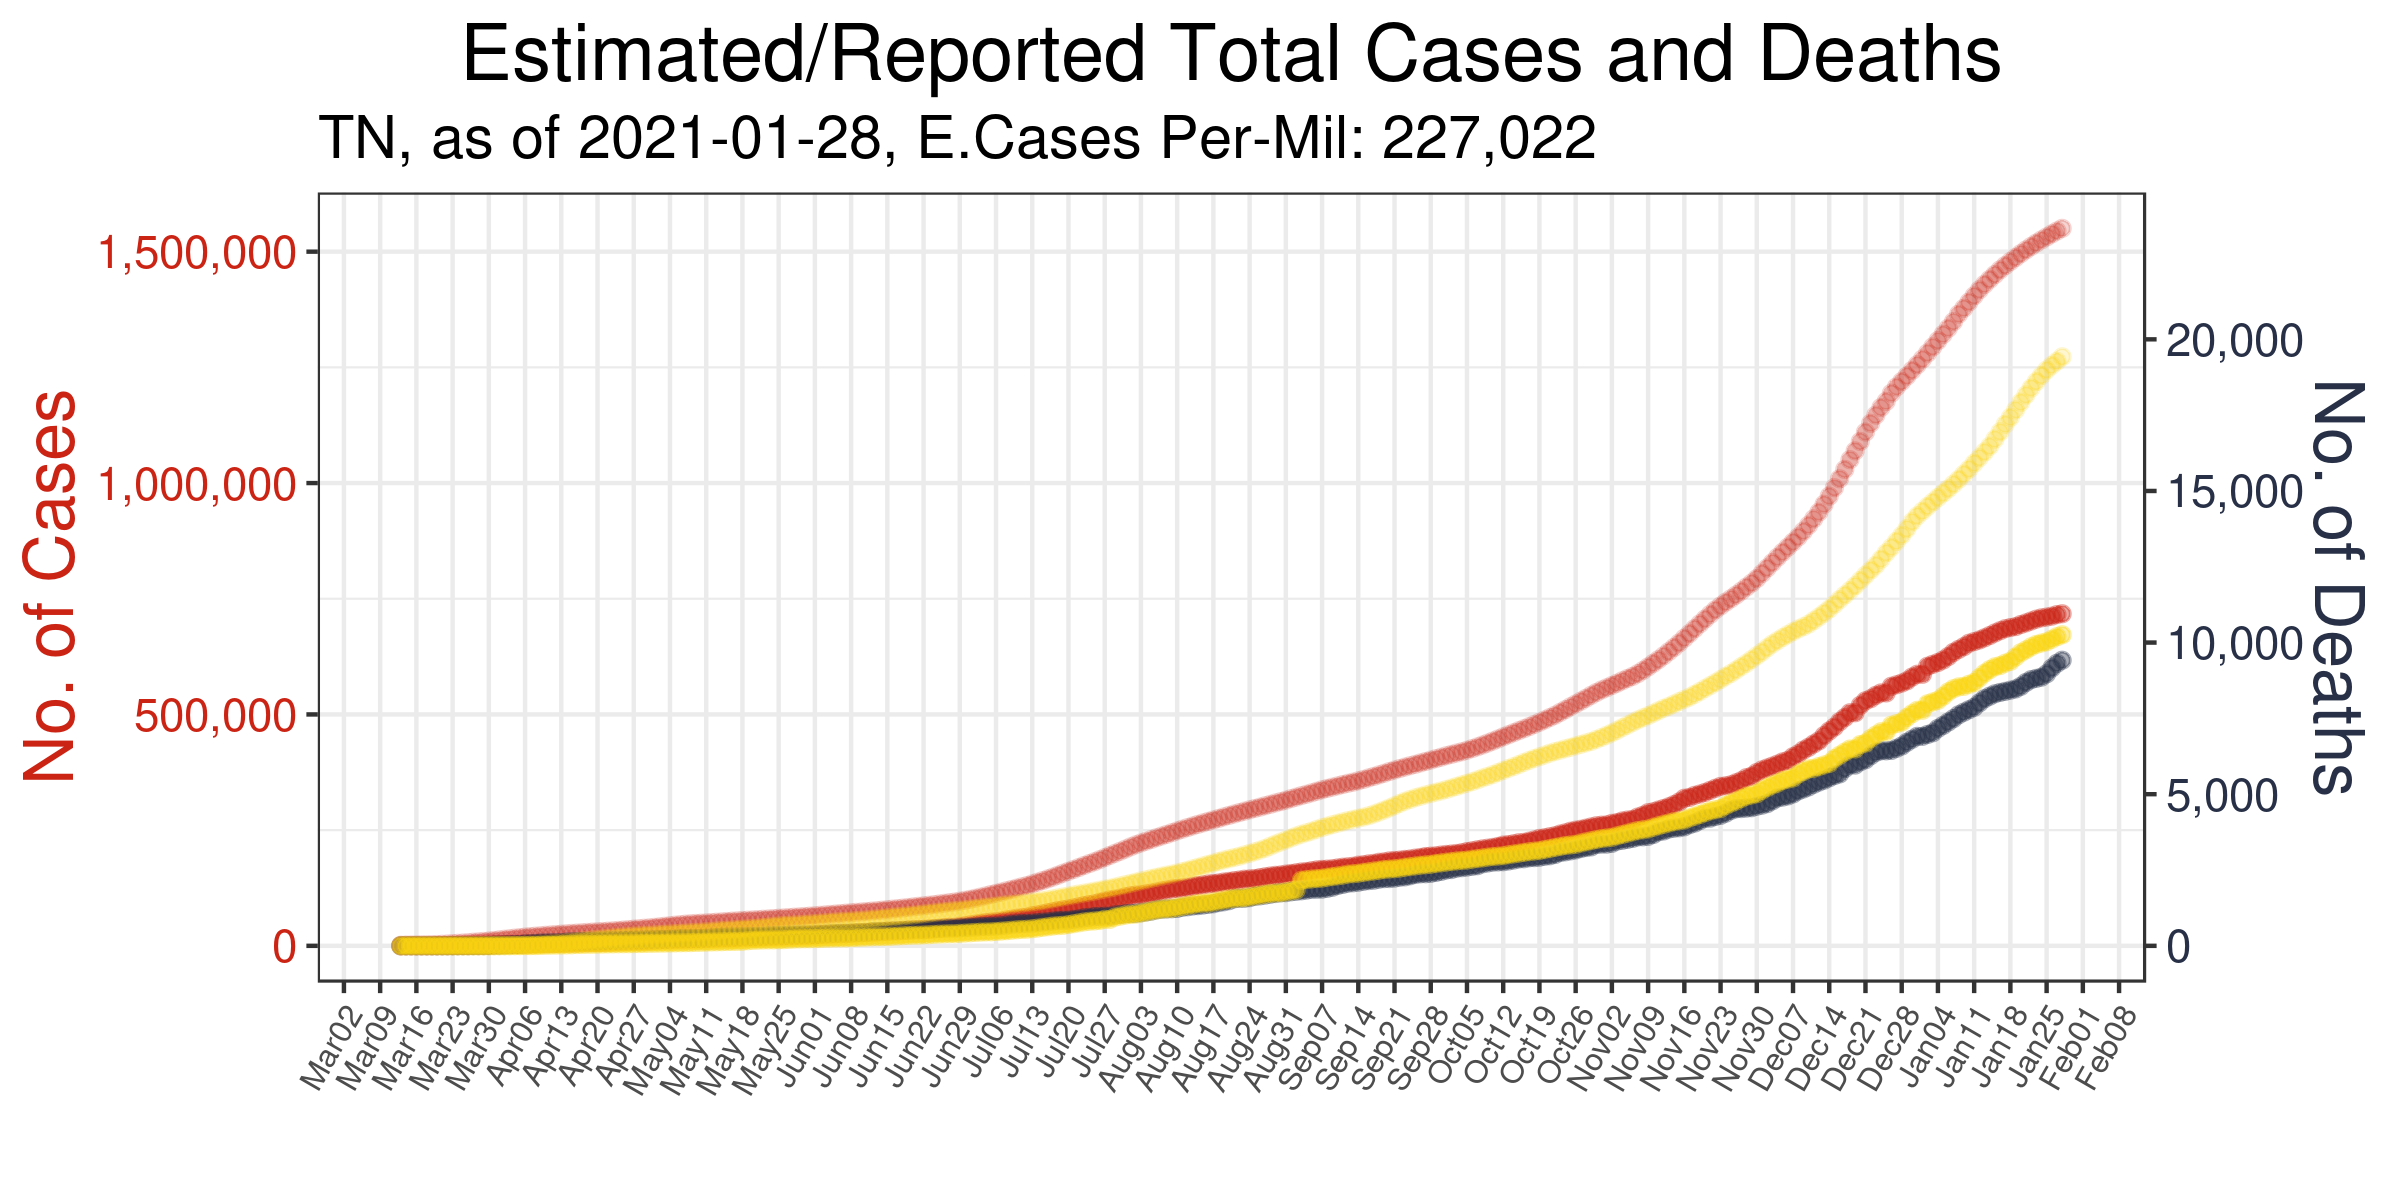 Estimated/Reported Total Cases and Deaths
TN, as of 2021-01-28, E.Cases Per-Mil: 227,022
No. of Cases
1,500,000
1,000,000
500,000
0
20,000
15,000
10,000
5,000
0
No. of Deaths
Mar02
Mar09
Mar16
Mar23
Mar30
Apr06
Apr13
Apr20
Apr27
May04
May11
May18
May25
Jun01
Jun08
Jun15
Jun22
Jun29
Jul06
Jul13
Jul20
Jul27
Aug03
Aug10
Aug17
Aug24
Aug31
Sep07
Sep14
Sep21
Sep28
Oct05
Oct12
Oct19
Oct26
Nov02
Nov09
Nov16
Nov23
Nov30
Dec07
Dec14
Dec21
Dec28
Jan04
Jan11
Jan18
Jan25
Feb01
Feb08